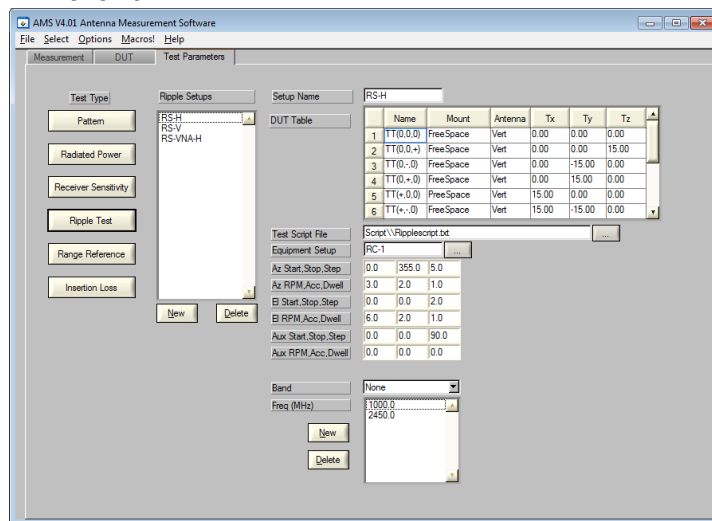 AMS V4.01 Antenna Measurement Software
File Select Options Macros! Help
Measurement DUT Test Parameters
Test Type
Pattern
Radiated Power
Receiver Sensitivity
Ripple Test
Range Reference
Insertion Loss
Ripple Setups
RS-H
RS-V
RS-VNA-H
New Delete
Setup Name RS-H
DUT Table
Name Mount Antenna Tx Ty Tz
1 TT(0,0,0) FreeSpace Vert 0.00 0.00 0.00
2 TT(0,0,+) FreeSpace Vert 0.00 0.00 15.00
3 TT(0,-,0) FreeSpace Vert 0.00 -15.00 0.00
4 TT(0,+,0) FreeSpace Vert 0.00 15.00 0.00
5 TT(+,0,0) PreeSpace Vert 15.00 0.00 0.00
6 TT(+,-,0) FreeSpace Vert 15.00 -15.00 0.00
Test Script File Script\\Ripplescript.txt ...
Equipment Setup RC-1 ...
Az Start,Stop,Step 0.0 355.0 5.0
Az RPM,Acc,Dwell 3.0 2.0 1.0
El Start,Stop,Step 0.0 0.0 2.0
El RPM,Acc,Dwell 6.0 2.0 1.0
Aux Start,Stop,Step 0.0 0.0 90.0
Aux RPM,Acc,Dwell 0.0 0.0 0.0
Band None
Freq (MHz) 1000.0
2450.0
New
Delete